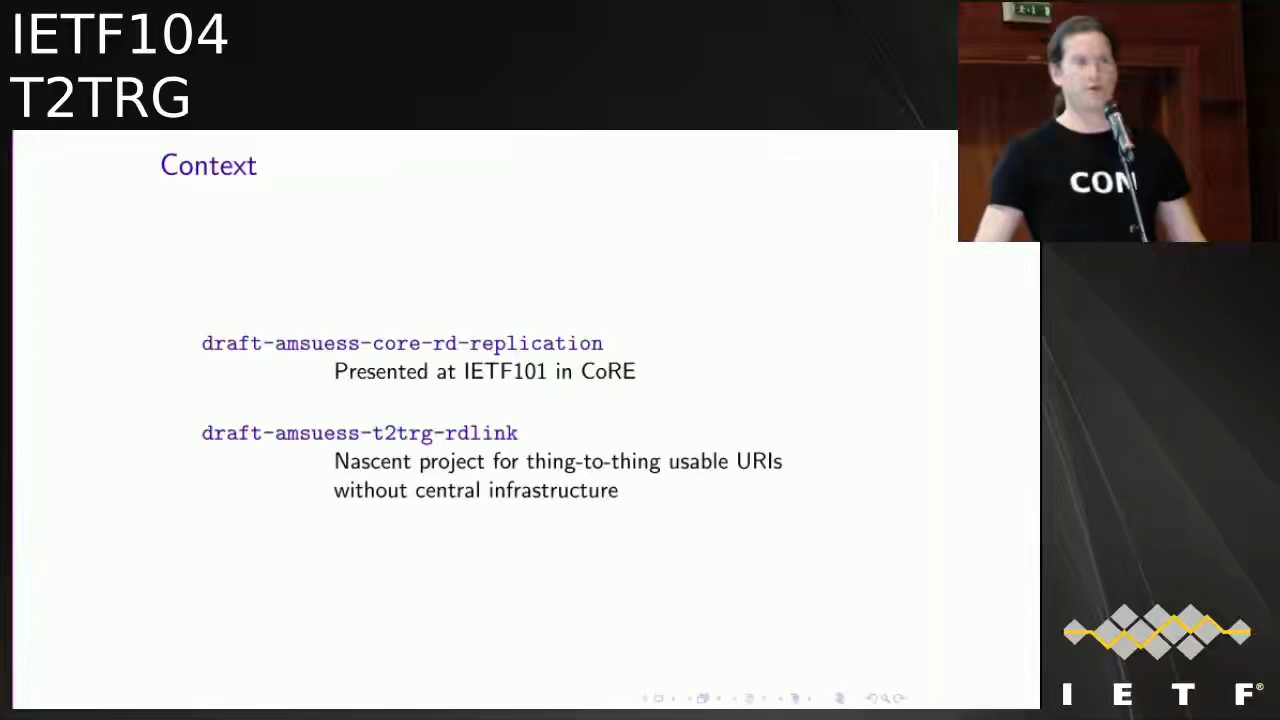 IETF104
T2TRG
CON
Context
draft-amsuess-core-rd-replication
Presented at IETF101 in CoRE
draft-amsuess-t2trg-rdlink
Nascent project for thing-to-thing usable URIs
without central infrastructure
I E T F®